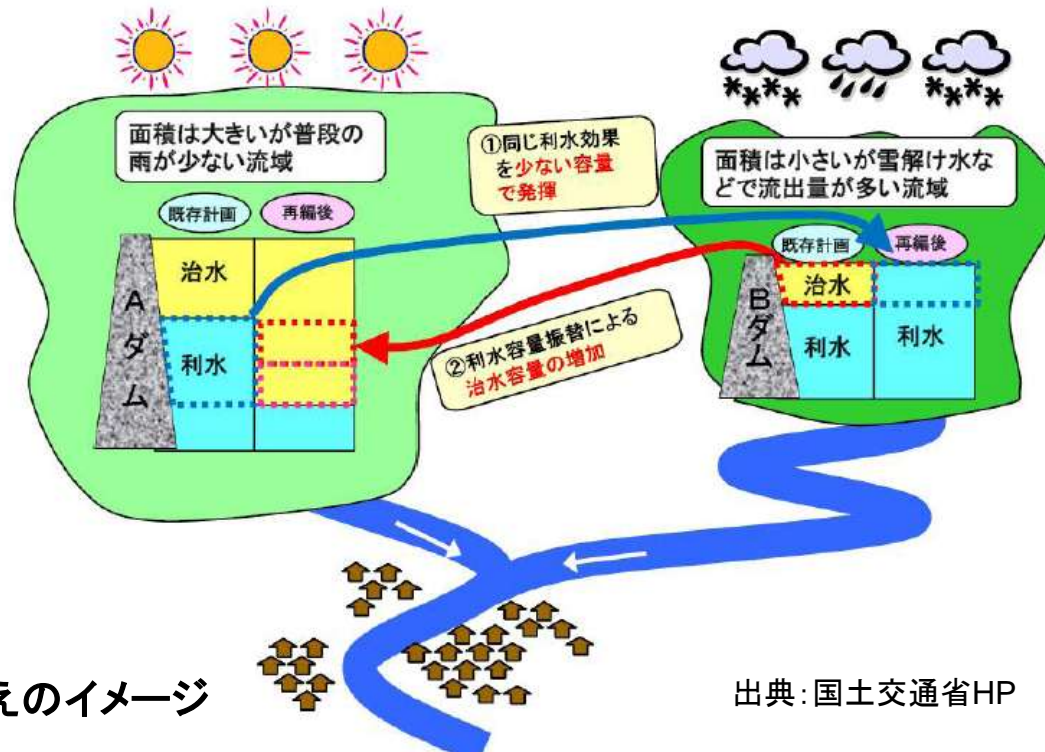 面積は大きいが普段の
雨が少ない流域
既存計画
再編後
治水
利水
Aダム
①同じ利水効果
を少ない容量
で発揮
②利水容量振替による
治水容量の増加
面積は小さいが雪解け水な
どで流出量が多い流域
既存計画
再編後
治水
利水
利水
Bダム
えのイメージ
出典：国土交通省HP